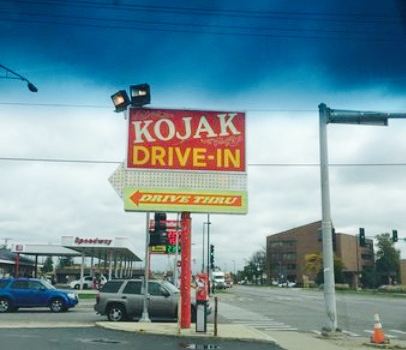 KOJAK
DRIVE-IN
DRIVE THRU
Speedway